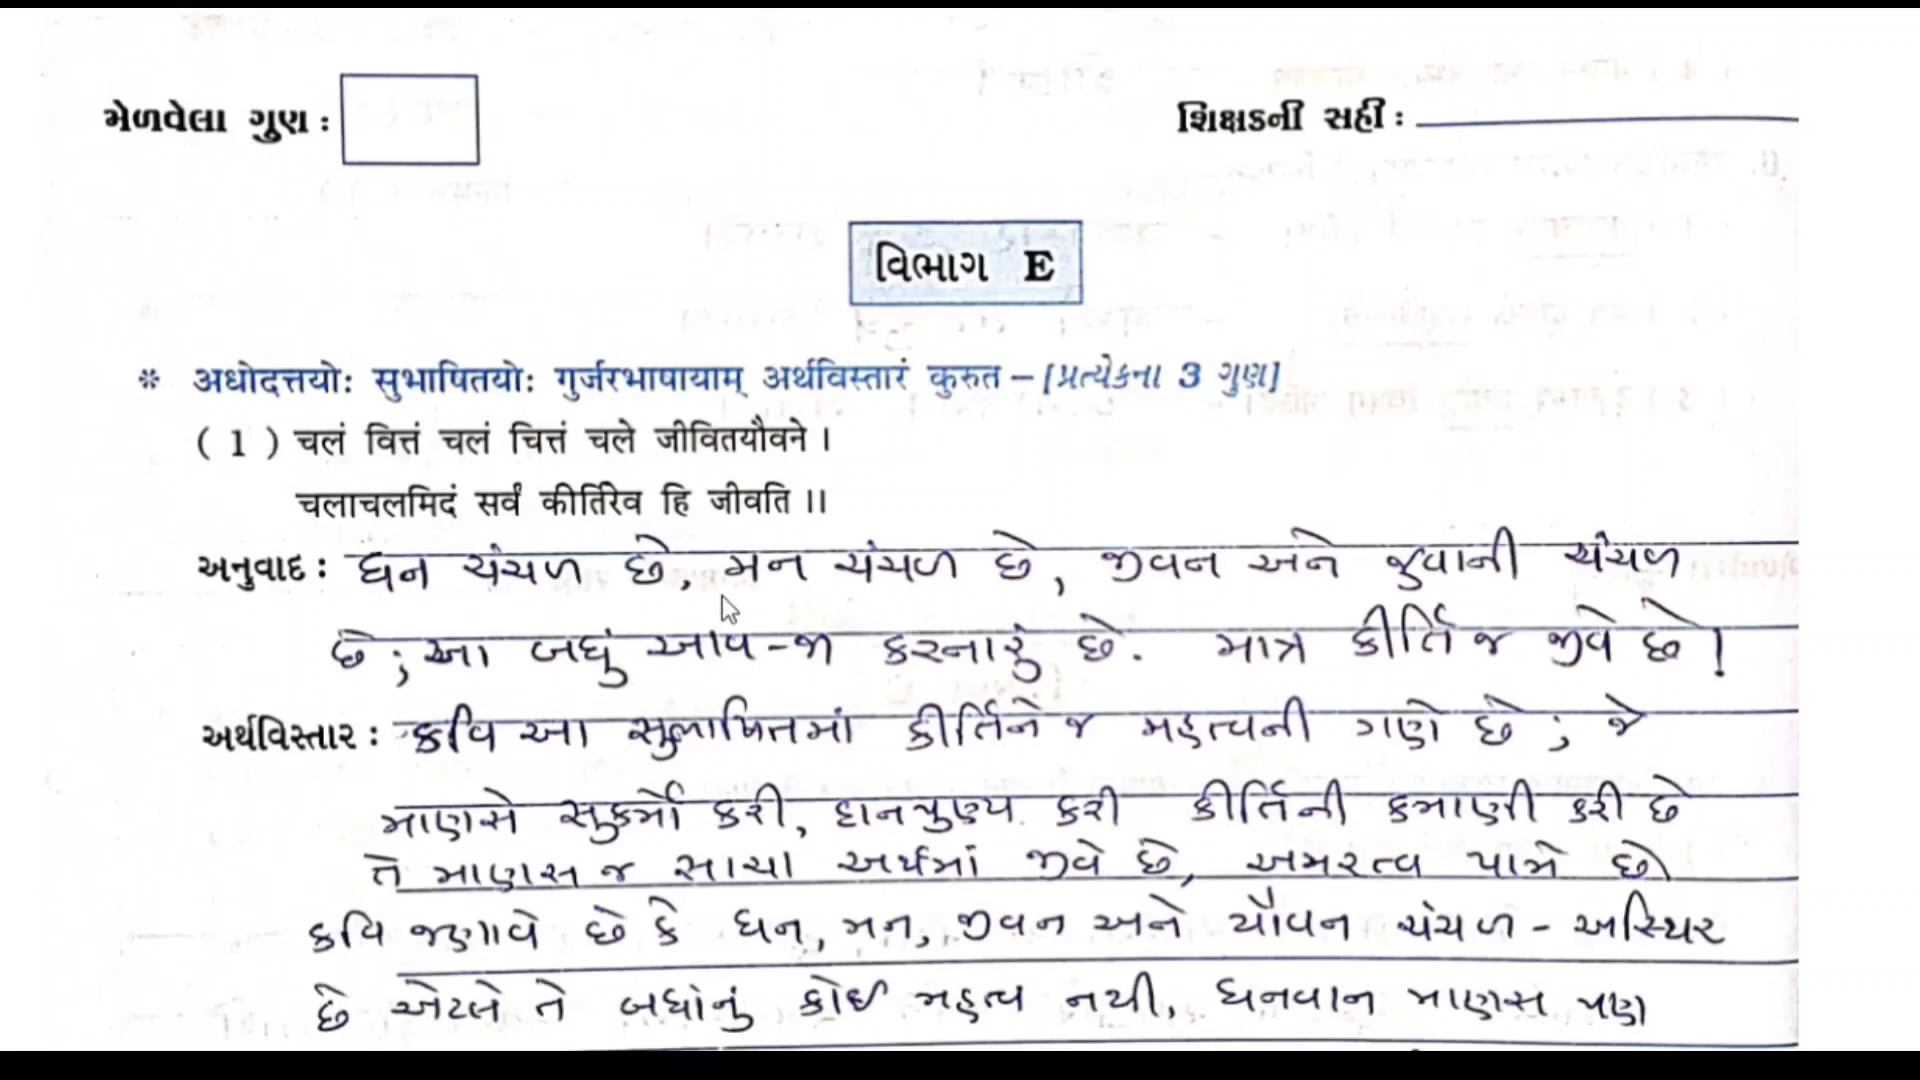 મેળવેલા ગુણ :
શિક્ષકની સહી :
વિભાગ E
* अधोदत्तयोः सुभाषितयोः गुर्जरभाषायाम् अर्थविस्तारं कुरुत – [પ્રત્યેકના 3 ગુણ]
( 1 ) चलं वित्तं चलं चित्तं चले जीवितयौवने ।
चलाचलमिदं सर्वं कीर्तिरेव हि जीवति ।।
અનુવાદ : ધન ચંચળ છે, મન ચંચળ છે, જીવન અને જુવાની ચંચળ
છે ; આ બધું આવ-જા કરનારું છે. માત્ર કીર્તિ જ જીવે છે !
અર્થવિસ્તાર : કવિ આ સુભાષિતમાં કીર્તિને જ મહત્વની ગણે છે ; જે
માણસે સુકર્મો કરી, દાનપુણ્ય કરી કીર્તિની કમાણી કરી છે
તે માણસ જ સાચા અર્થમાં જીવે છે, અમરત્વ પામે છે.
કવિ જણાવે છે કે ધન, મન, જીવન અને યૌવન ચંચળ - અસ્થિર
છે એટલે તે બધાંનું કોઈ મહત્વ નથી. ધનવાન માણસ પણ